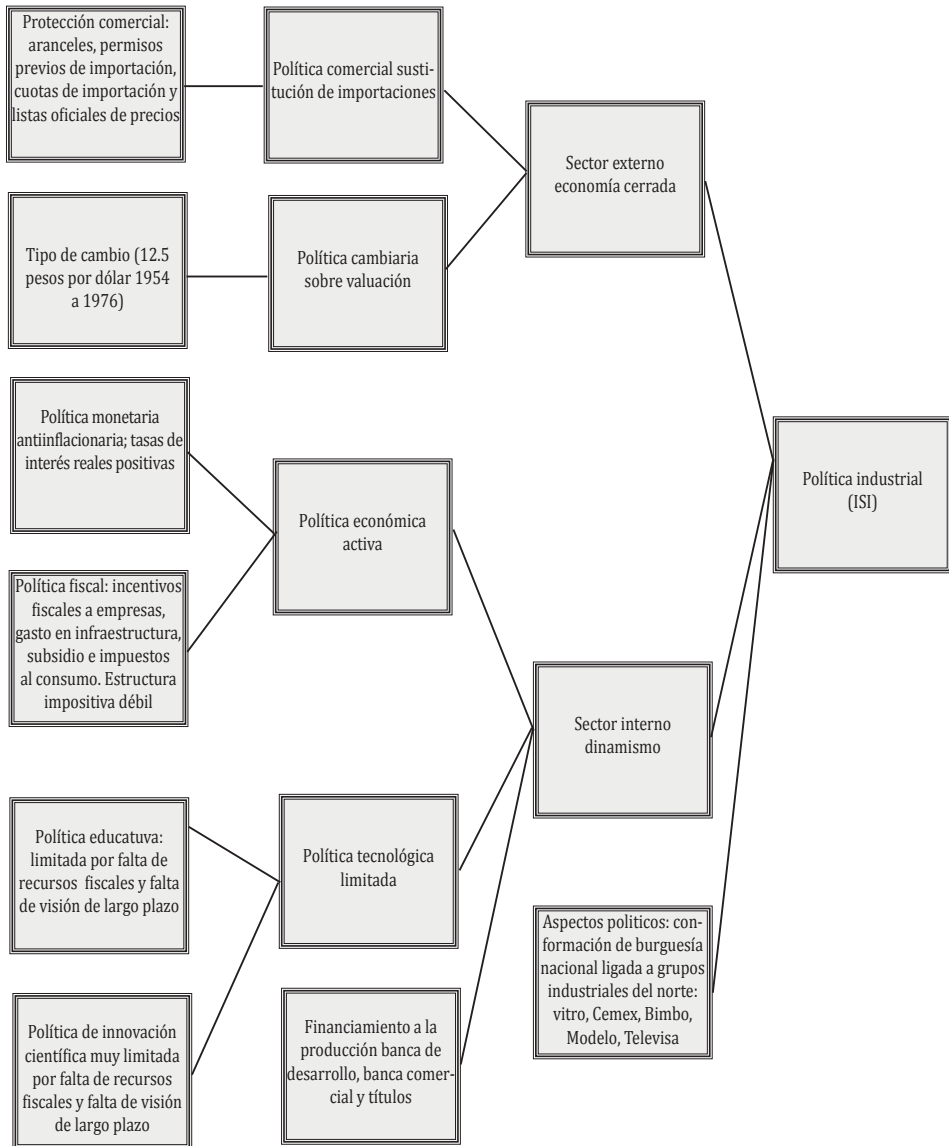 Protección comercial:
aranceles, permisos
previos de importación,
cuotas de importación y
listas oficiales de precios
Política comercial susti-
tución de importaciones
Sector externo
economía cerrada
Tipo de cambio (12.5
pesos por dólar 1954
a 1976)
Política cambiaria
sobre valuación
Política monetaria
antiinflacionaria; tasas de
interés reales positivas
Política económica
activa
Política industrial
(ISI)
Política fiscal: incentivos
fiscales a empresas,
gasto en infraestructura,
subsidio e impuestos
al consumo. Estructura
impositiva débil
Sector interno
dinamismo
Política educatuva:
limitada por falta de
recursos fiscales y falta
de visión de largo plazo
Política tecnológica
limitada
Aspectos politicos: con-
formación de burguesía
nacional ligada a grupos
industriales del norte:
vitro, Cemex, Bimbo,
Modelo, Televisa
Política de innovación
científica muy limitada
por falta de recursos
fiscales y falta de visión
de largo plazo
Financiamiento a la
producción banca de
desarrollo, banca comer-
cial y títulos